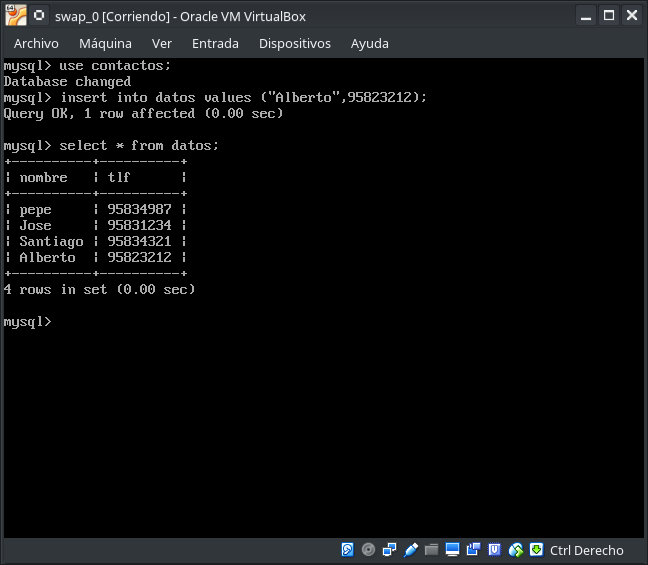 swap_0 [Corriendo] - Oracle VM VirtualBox
Archivo Máquina Ver Entrada Dispositivos Ayuda
mysql> use contactos;
Database changed
mysql> insert into datos values ("Alberto",95823212);
Query OK, 1 row affected (0.00 sec)
mysql> select * from datos;
+----------+----------+
| nombre   | tlf      |
+----------+----------+
| pepe     | 95834987 |
| Jose     | 95831234 |
| Santiago | 95834321 |
| Alberto  | 95823212 |
+----------+----------+
4 rows in set (0.00 sec)
mysql>
Ctrl Derecho